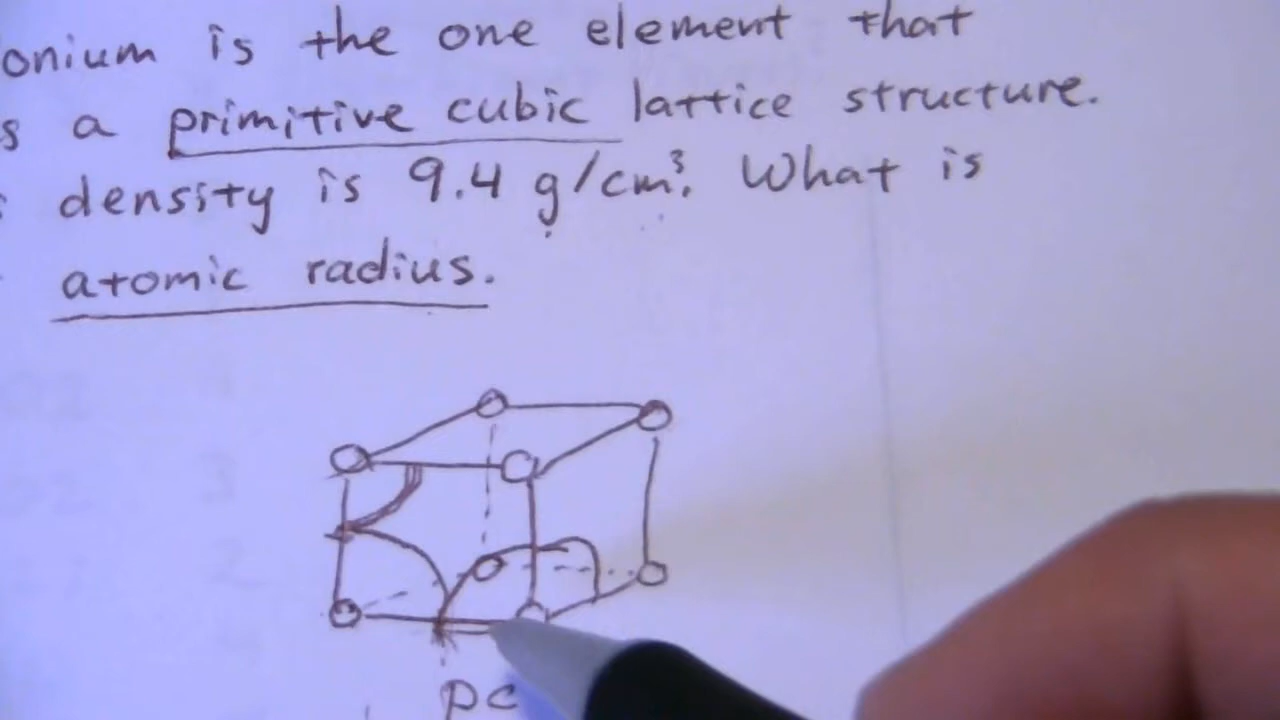 onium is the one element that
s a primitive cubic lattice structure.
density is 9.4 g/cm³. What is
atomic radius.
pc